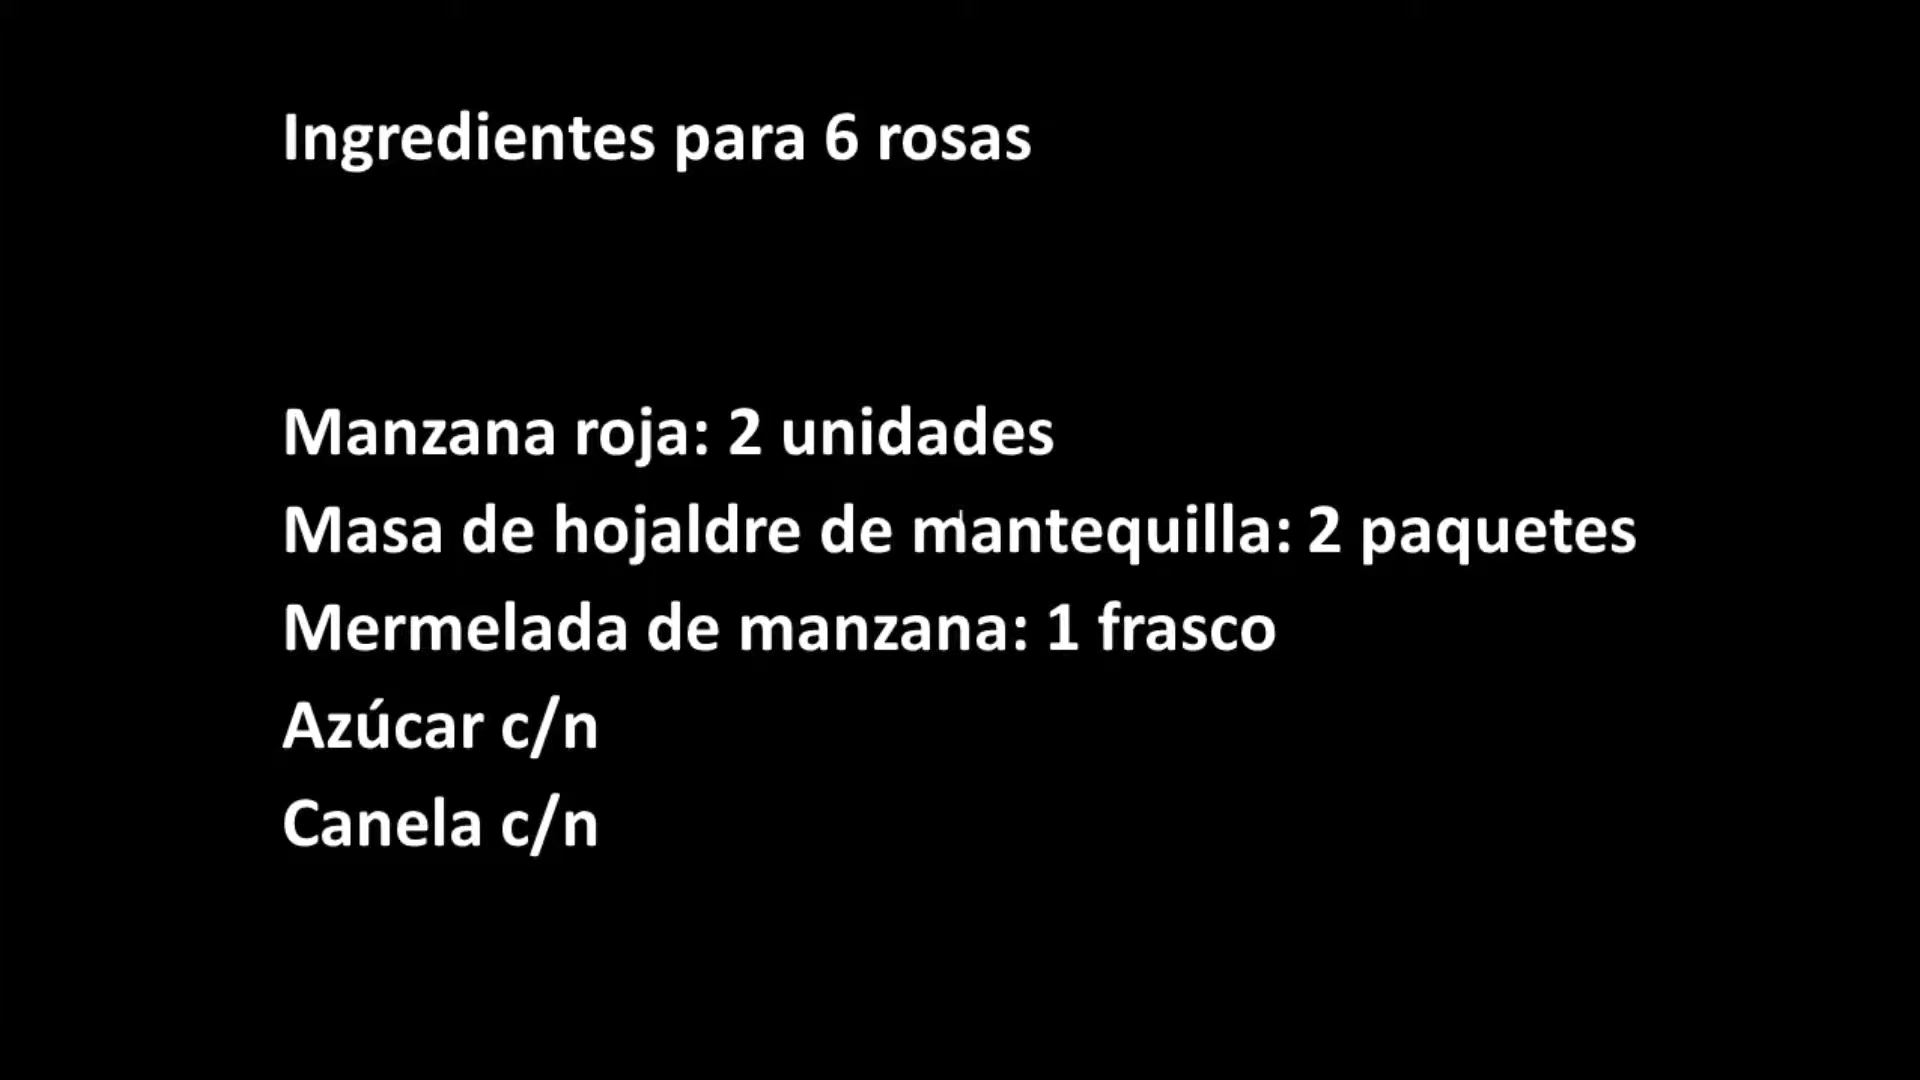 Ingredientes para 6 rosas
Manzana roja: 2 unidades
Masa de hojaldre de mantequilla: 2 paquetes
Mermelada de manzana: 1 frasco
Azúcar c/n
Canela c/n